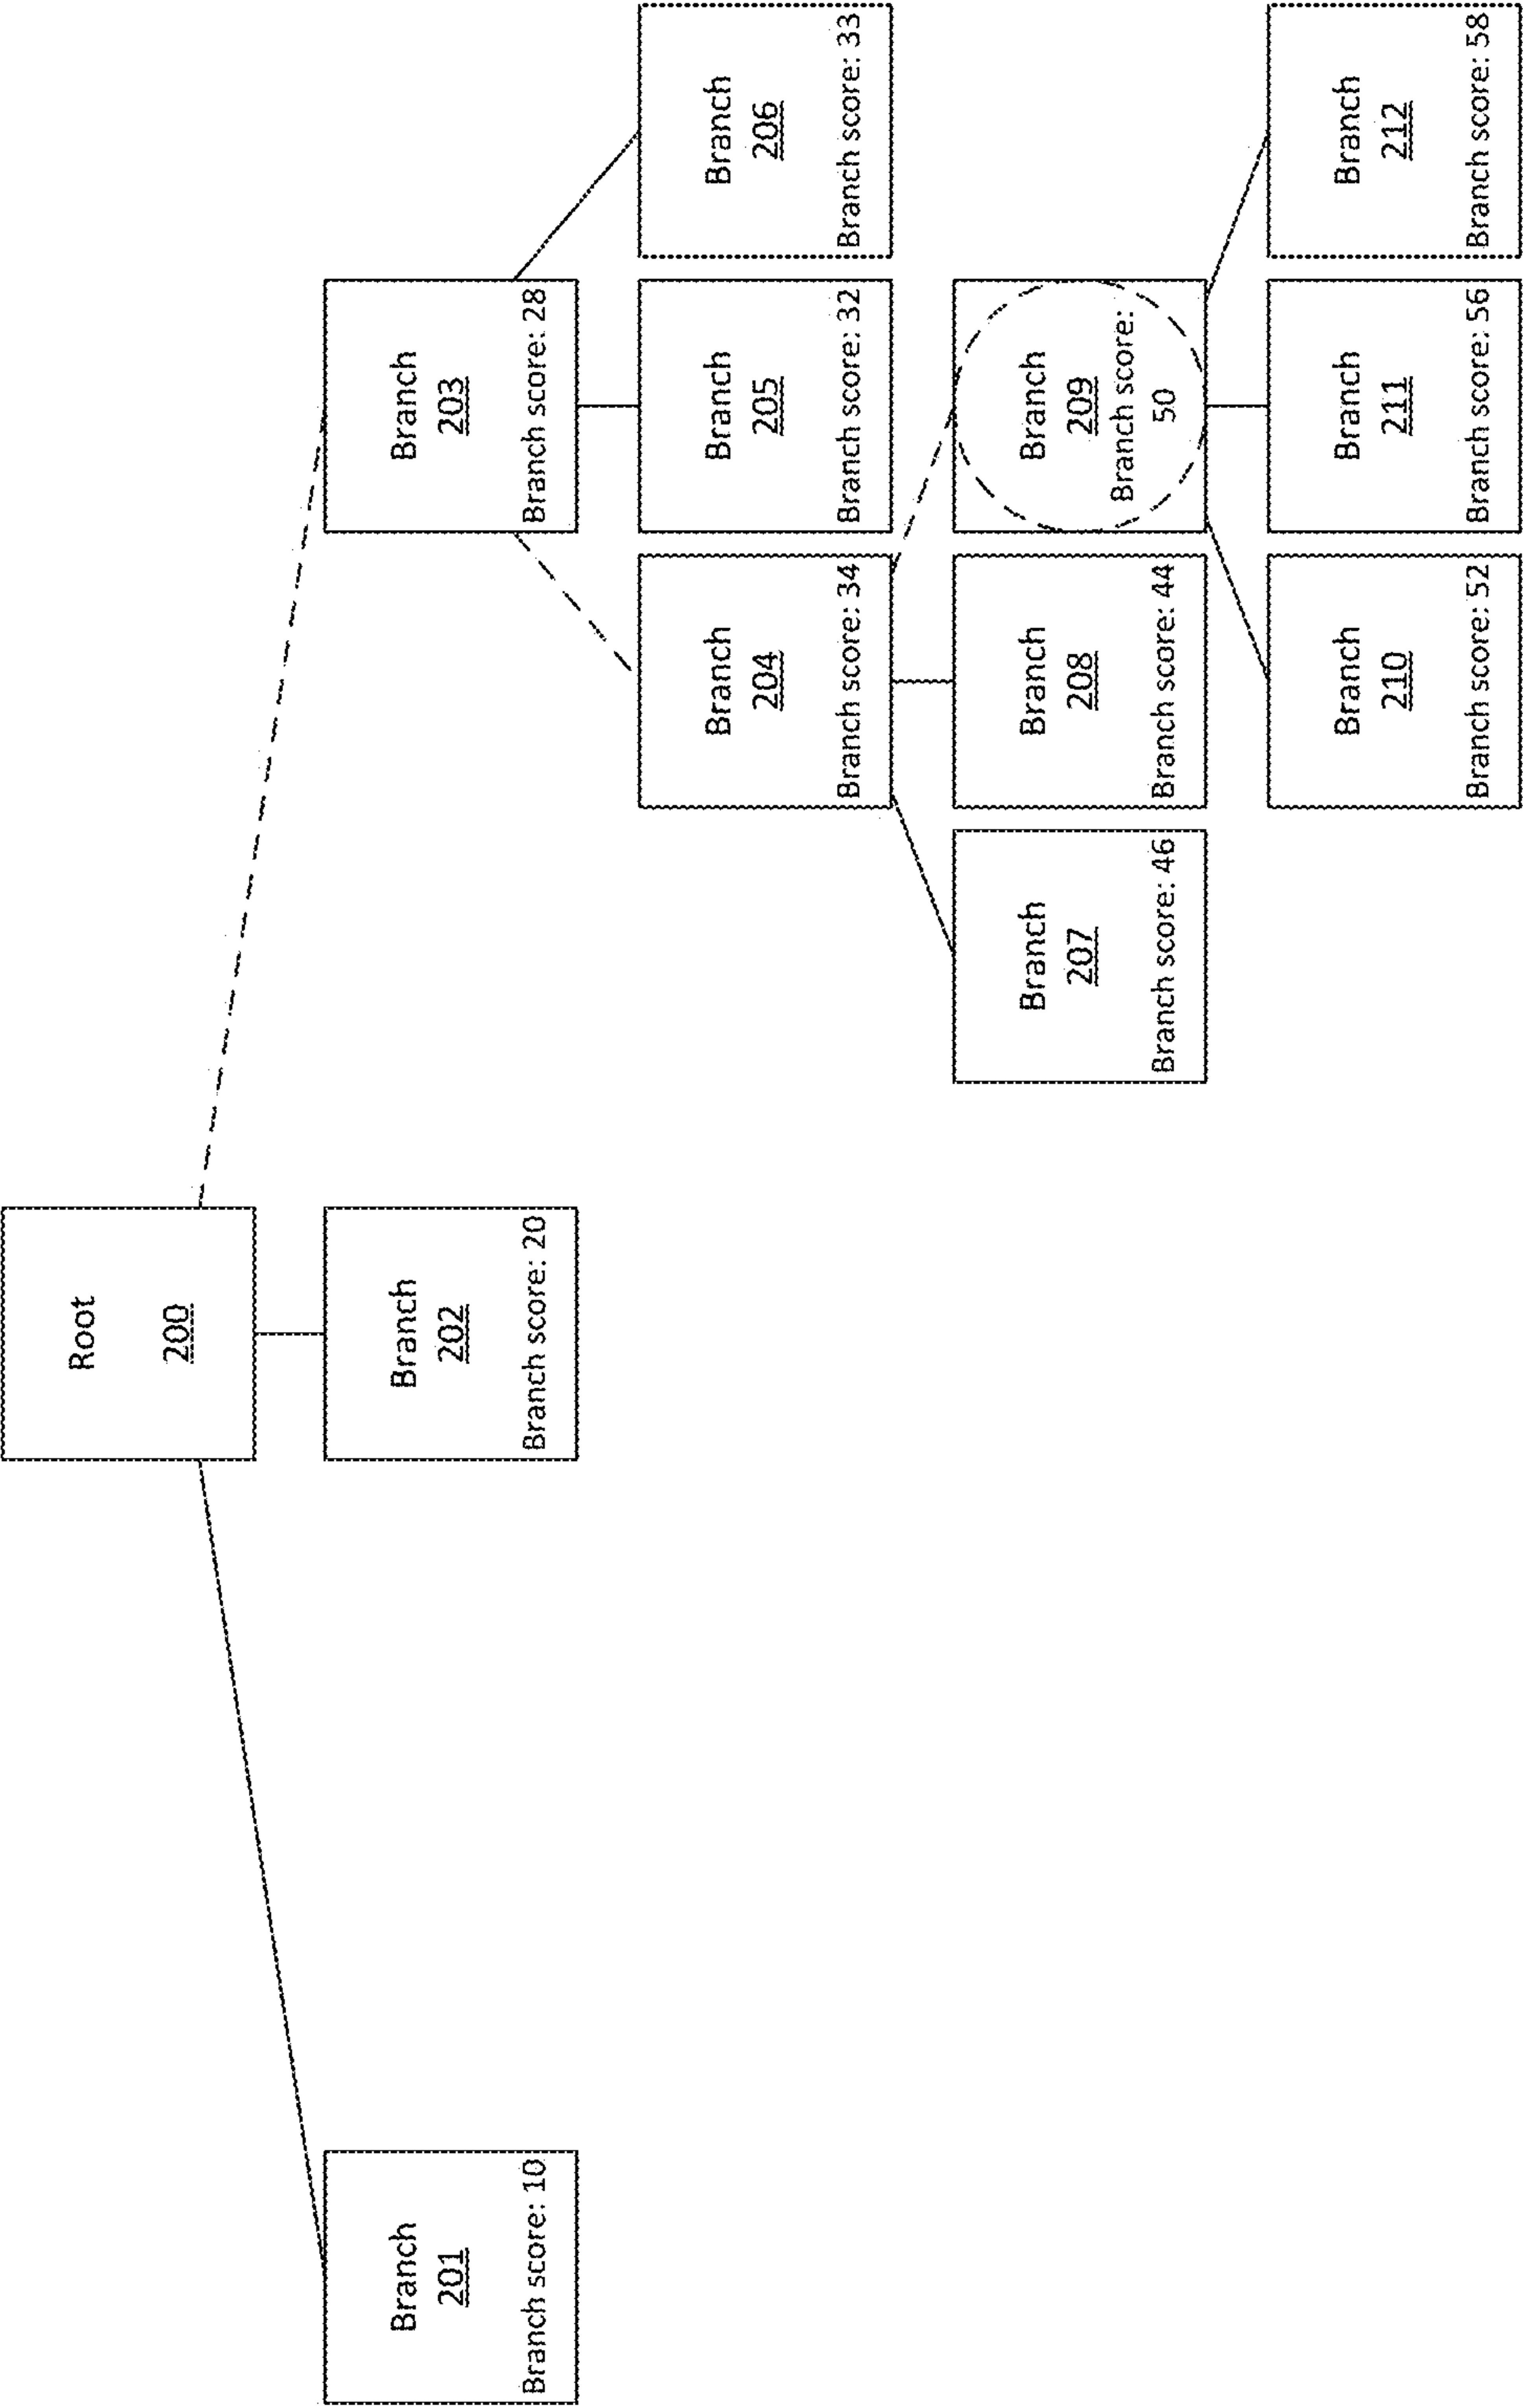 Root
200
Branch
201
Branch score: 10
Branch
202
Branch score: 20
Branch
203
Branch score: 28
Branch
204
Branch score: 34
Branch
205
Branch score: 32
Branch
206
Branch score: 33
Branch
207
Branch score: 46
Branch
208
Branch score: 44
Branch
209
Branch score:
50
Branch
210
Branch score: 52
Branch
211
Branch score: 56
Branch
212
Branch score: 58